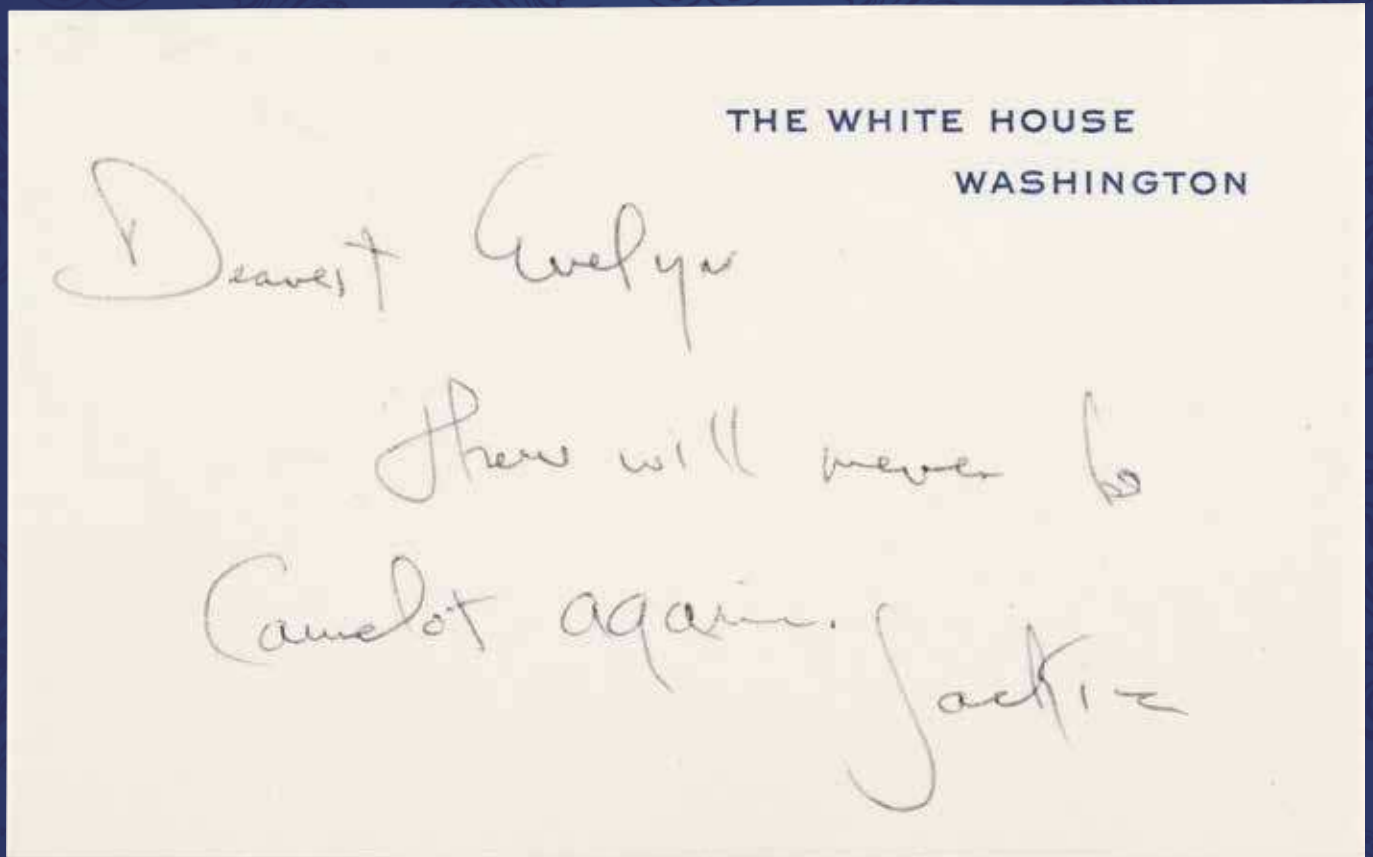 THE WHITE HOUSE
WASHINGTON
Dearest Evelyn
there will never be
Camelot again.
Jackie